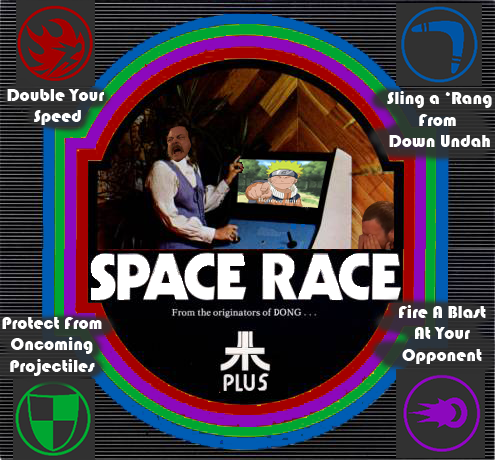 Double Your
Speed
Sling a 'Rang
From
Down Undah
SPACE RACE
From the originators of DONG . . .
Protect From
Oncoming
Projectiles
Fire A Blast
At Your
Opponent
PLUS